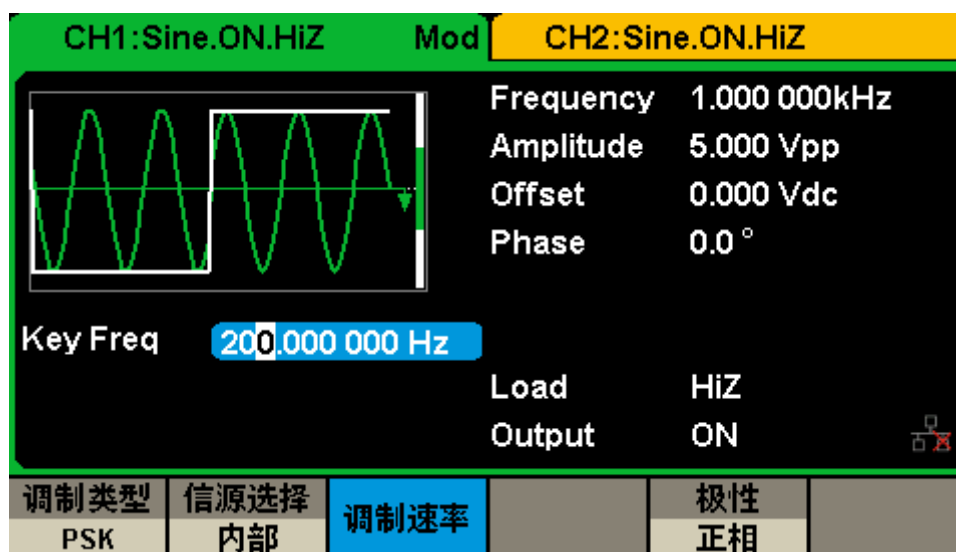 CH1:Sine.ON.HiZ Mod CH2:Sine.ON.HiZ
Frequency 1.000 000kHz
Amplitude 5.000 Vpp
Offset 0.000 Vdc
Phase 0.0 °
Key Freq 200.000 000 Hz
Load HiZ
Output ON
调制类型 信源选择 调制速率 极性
PSK 内部 正相